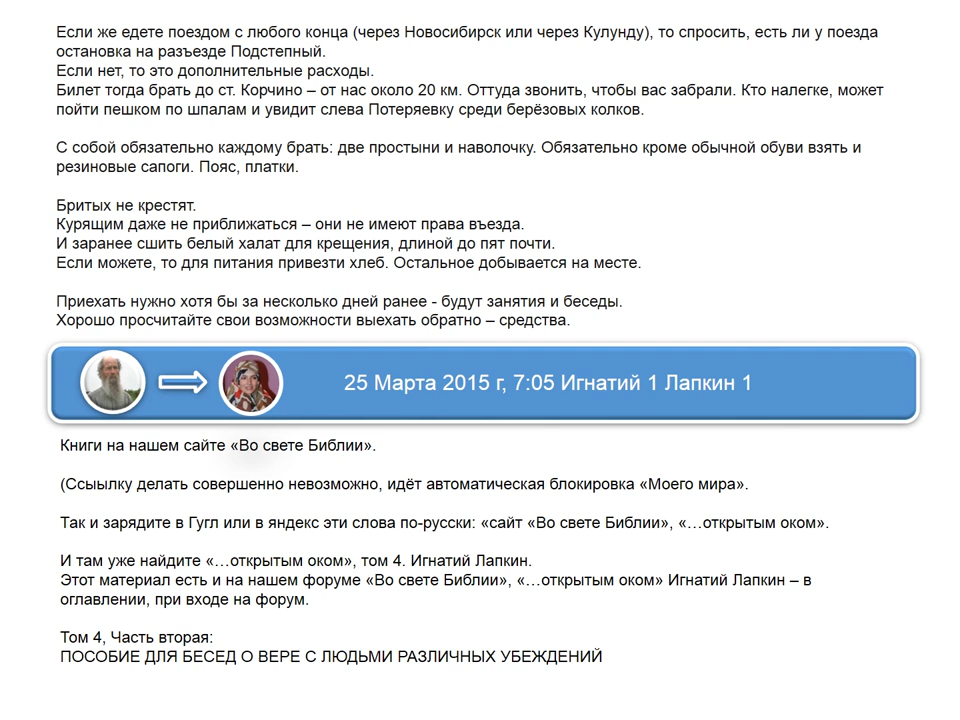 Если же едете поездом с любого конца (через Новосибирск или через Кулунду), то спросить, есть ли у поезда
остановка на разъезде Подстепный.
Если нет, то это дополнительные расходы.
Билет тогда брать до ст. Корчино – от нас около 20 км. Оттуда звонить, чтобы вас забрали. Кто налегке, может
пойти пешком по шпалам и увидит слева Потеряевку среди берёзовых колков.
С собой обязательно каждому брать: две простыни и наволочку. Обязательно кроме обычной обуви взять и
резиновые сапоги. Пояс, платки.
Бритых не крестят.
Курящим даже не приближаться – они не имеют права въезда.
И заранее сшить белый халат для крещения, длиной до пят почти.
Если можете, то для питания привезти хлеб. Остальное добывается на месте.
Приехать нужно хотя бы за несколько дней ранее - будут занятия и беседы.
Хорошо просчитайте свои возможности выехать обратно – средства.
25 Марта 2015 г, 7:05 Игнатий 1 Лапкин 1
Книги на нашем сайте «Во свете Библии».
(Ссыылку делать совершенно невозможно, идёт автоматическая блокировка «Моего мира».
Так и зарядите в Гугл или в яндекс эти слова по-русски: «сайт «Во свете Библии», «…открытым оком».
И там уже найдите «…открытым оком», том 4. Игнатий Лапкин.
Этот материал есть и на нашем форуме «Во свете Библии», «…открытым оком» Игнатий Лапкин – в
оглавлении, при входе на форум.
Том 4, Часть вторая:
ПОСОБИЕ ДЛЯ БЕСЕД О ВЕРЕ С ЛЮДЬМИ РАЗЛИЧНЫХ УБЕЖДЕНИЙ